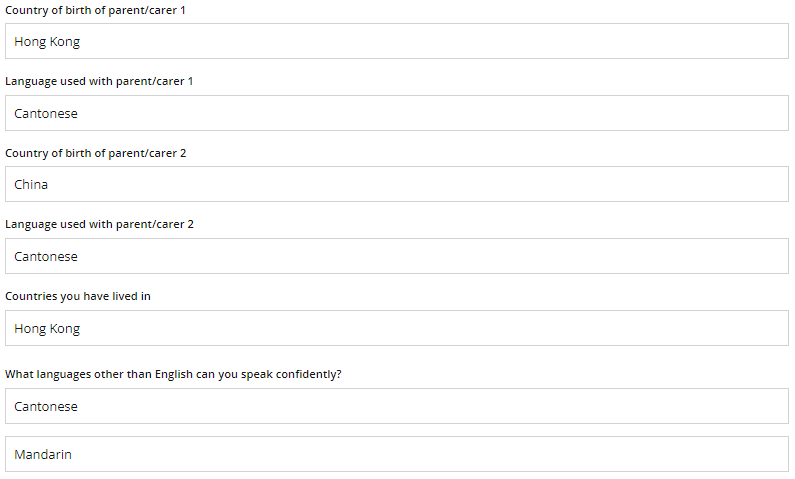 Country of birth of parent/carer 1
Hong Kong
Language used with parent/carer 1
Cantonese
Country of birth of parent/carer 2
China
Language used with parent/carer 2
Cantonese
Countries you have lived in
Hong Kong
What languages other than English can you speak confidently?
Cantonese
Mandarin